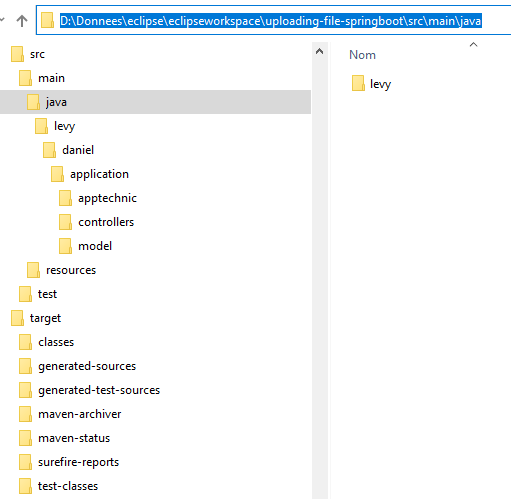 D:\Donnees\eclipse\eclipseworkspace\uploading-file-springboot\src\main\java
src
main
java
levy
daniel
application
apptechnic
controllers
model
resources
test
target
classes
generated-sources
generated-test-sources
maven-archiver
maven-status
surefire-reports
test-classes
Nom
levy